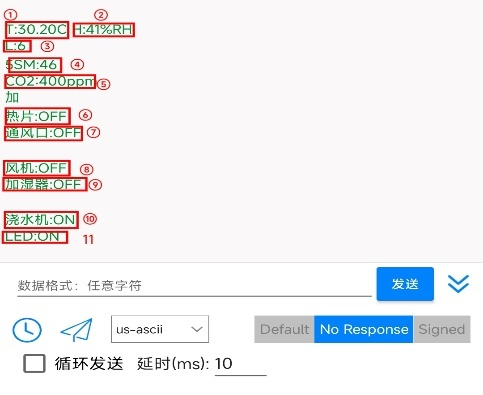 ① ②
T:30.20C H:41%RH
L:6 ③
5SM:46 ④
CO2:400ppm ⑤
加
热片:OFF ⑥
通风口:OFF ⑦
风机:OFF ⑧
加湿器:OFF ⑨
浇水机:ON ⑩
LED:ON 11
数据格式：任意字符 发送
us-ascii Default No Response Signed
循环发送 延时(ms): 10